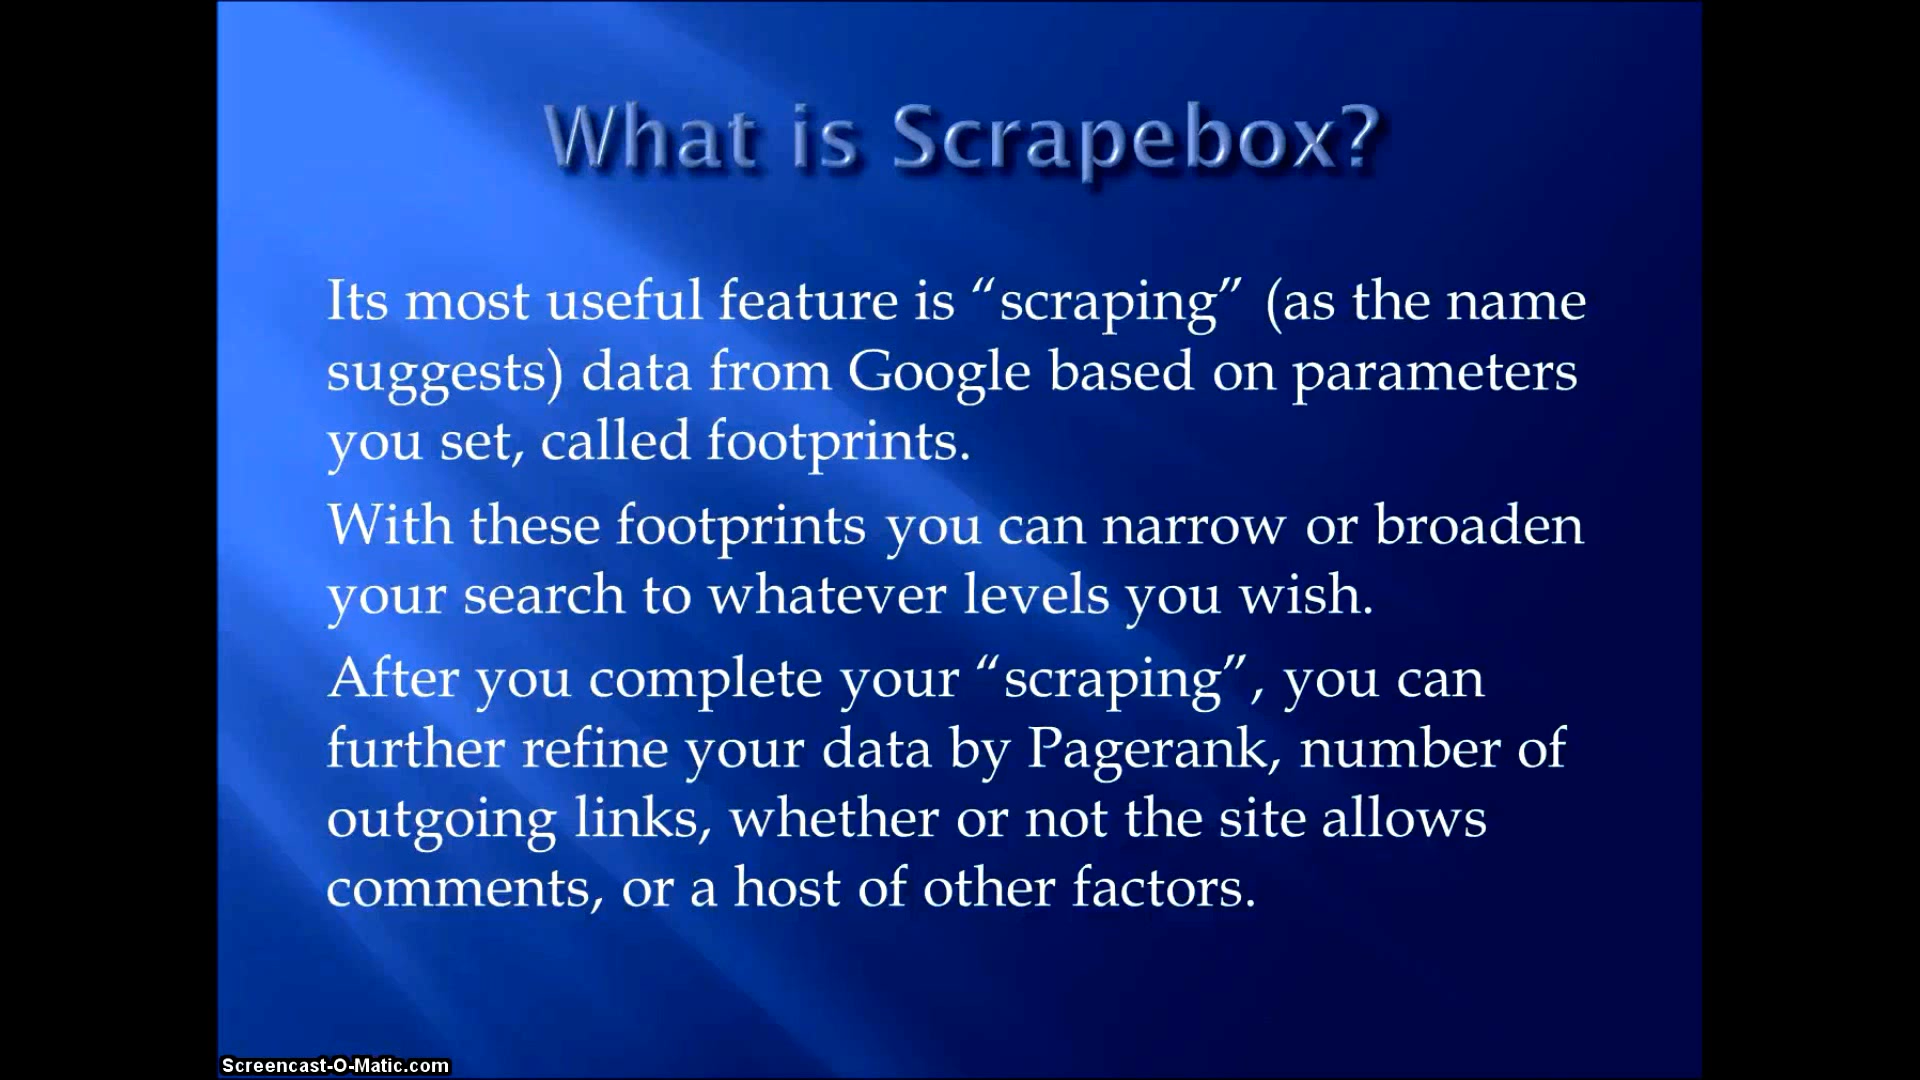 What is Scrapebox?
Its most useful feature is “scraping” (as the name
suggests) data from Google based on parameters
you set, called footprints.
With these footprints you can narrow or broaden
your search to whatever levels you wish.
After you complete your “scraping”, you can
further refine your data by Pagerank, number of
outgoing links, whether or not the site allows
comments, or a host of other factors.
Screencast-O-Matic.com